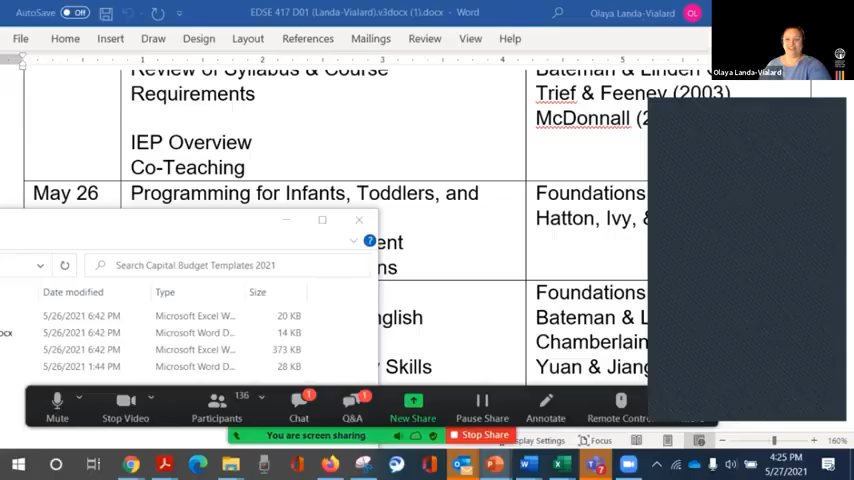 AutoSave Off
EDSE 417 D01 (Landa-Vialard).v3docx (1).docx - Word
Olaya Landa-Vialard OL
File Home Insert Draw Design Layout References Mailings Review View Help
Olaya Landa-Vialard
Review of Syllabus & Course
Requirements
IEP Overview
Co-Teaching
Bateman & Linden
Trief & Feeney (2003)
McDonnall (2
May 26
Programming for Infants, Toddlers, and
Foundations
Hatton, Ivy, &
ent
ns
Search Capital Budget Templates 2021
Date modified Type Size
5/26/2021 6:42 PM Microsoft Excel W... 20 KB
ocx 5/26/2021 6:42 PM Microsoft Word D... 14 KB
5/26/2021 6:42 PM Microsoft Excel W... 373 KB
5/26/2021 1:44 PM Microsoft Word D... 28 KB
nglish
Skills
Foundations
Bateman & L
Chamberlain
Yuan & Jiang
136 1 1
Mute Stop Video Participants Chat Q&A New Share Pause Share Annotate Remote Contro
You are screen sharing Stop Share
isplay Settings Focus 160%
4:25 PM
5/27/2021